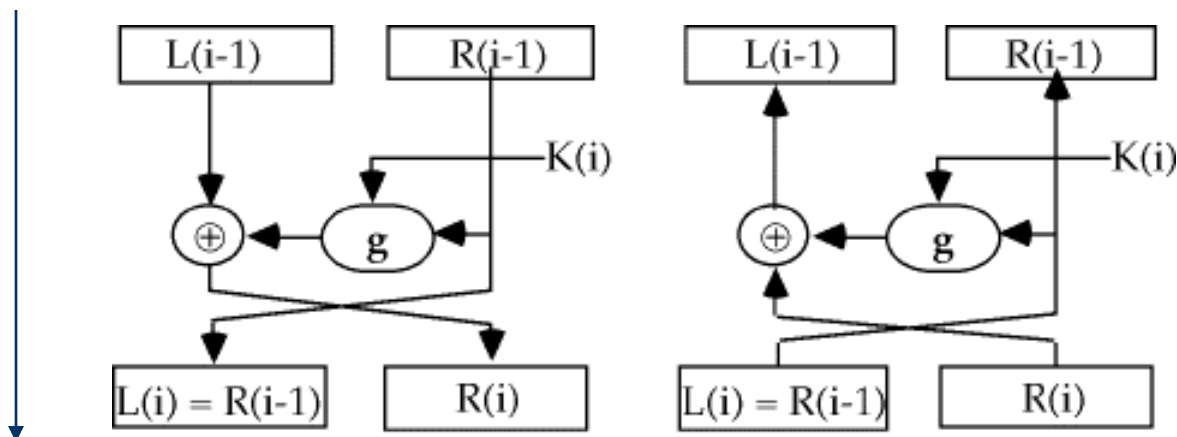 L(i-1) R(i-1) L(i-1) R(i-1)
K(i) K(i)
⊕ g ⊕ g
L(i) = R(i-1) R(i) L(i) = R(i-1) R(i)